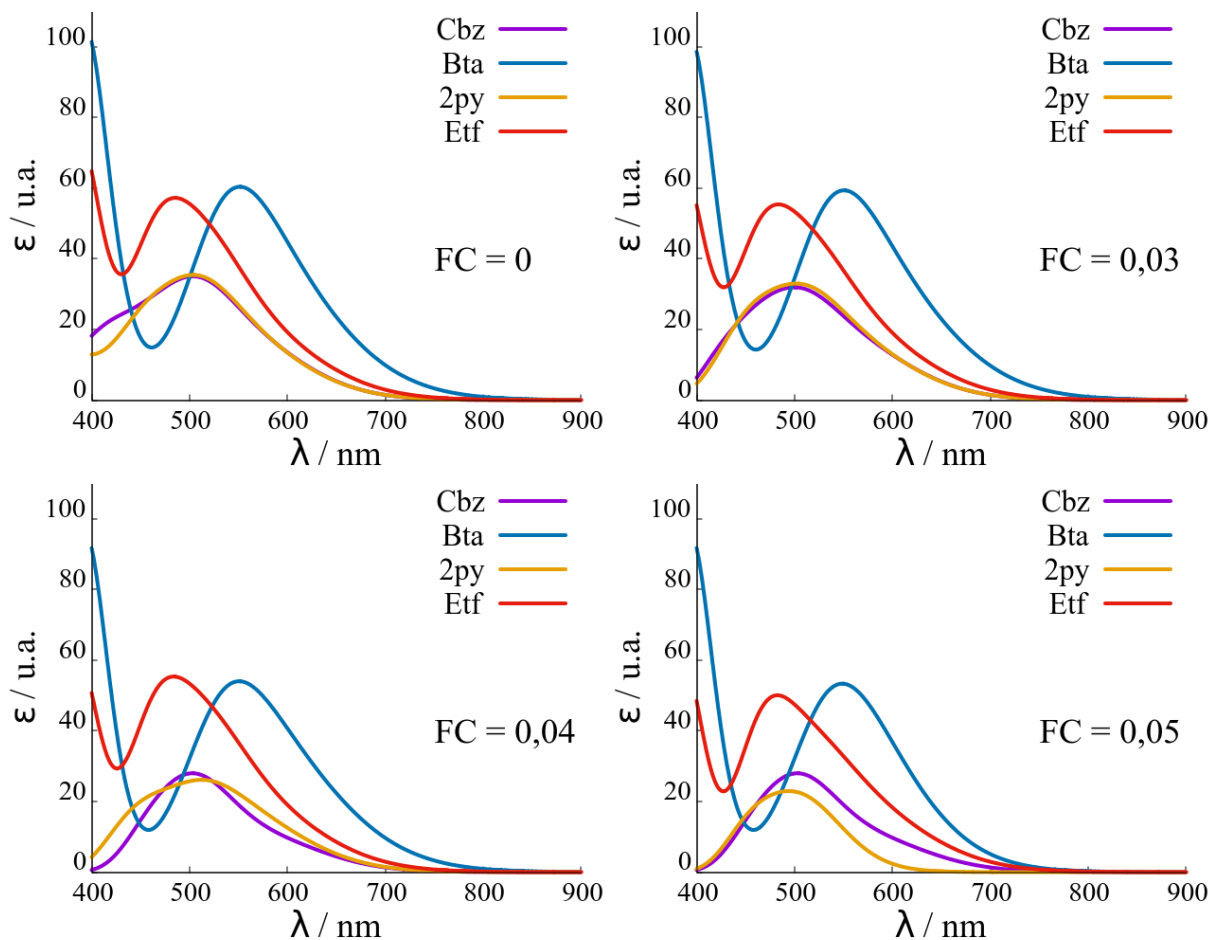 100
80
60
40
20
0
ε / u.a.
Cbz
Bta
2py
Etf
FC = 0
400 500 600 700 800 900
λ / nm
100
80
60
40
20
0
ε / u.a.
Cbz
Bta
2py
Etf
FC = 0,03
400 500 600 700 800 900
λ / nm
100
80
60
40
20
0
ε / u.a.
Cbz
Bta
2py
Etf
FC = 0,04
400 500 600 700 800 900
λ / nm
100
80
60
40
20
0
ε / u.a.
Cbz
Bta
2py
Etf
FC = 0,05
400 500 600 700 800 900
λ / nm